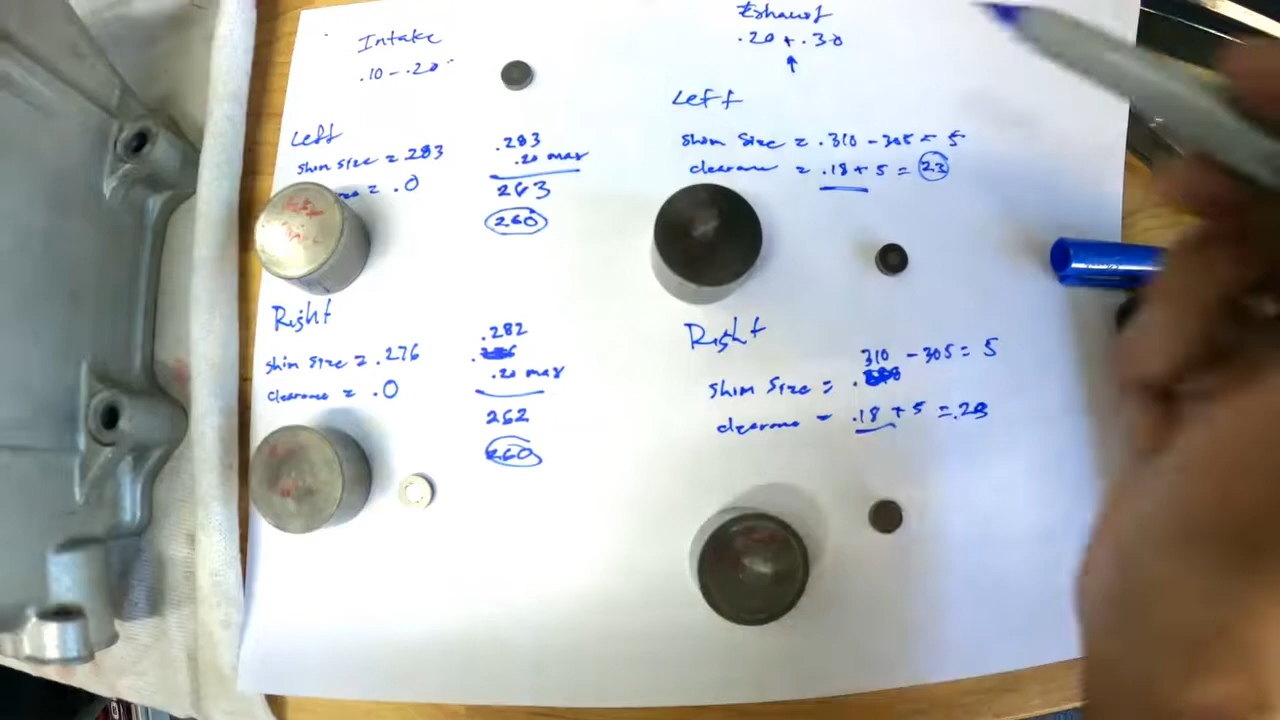 Intake
.10 - .20
Left
shim size = 283
= .0
.283
.20 max
263
260
Right
shim size = .276
clearance = .0
.282
.20 max
262
260
Exhaust
.20 + .30
Left
shim size = .310 - 305 = 5
clearance = .18 + 5 = 23
Right
310 - 305 = 5
shim size = .
clearance = .18 + 5 = .23